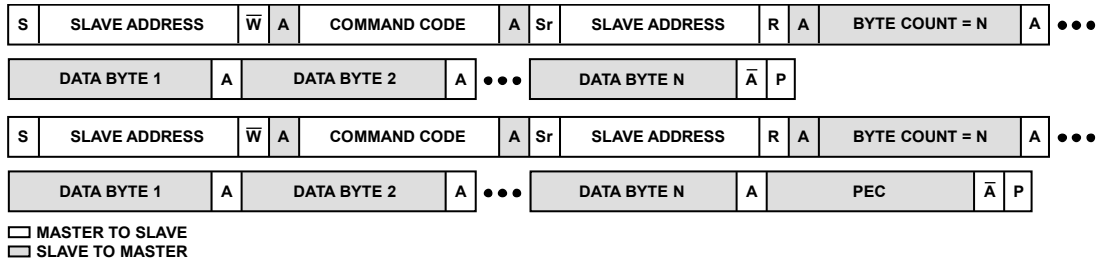 S SLAVE ADDRESS W̅ A COMMAND CODE A Sr SLAVE ADDRESS R A BYTE COUNT = N A •••
DATA BYTE 1 A DATA BYTE 2 A ••• DATA BYTE N A̅ P
S SLAVE ADDRESS W̅ A COMMAND CODE A Sr SLAVE ADDRESS R A BYTE COUNT = N A •••
DATA BYTE 1 A DATA BYTE 2 A ••• DATA BYTE N A PEC A̅ P
MASTER TO SLAVE
SLAVE TO MASTER